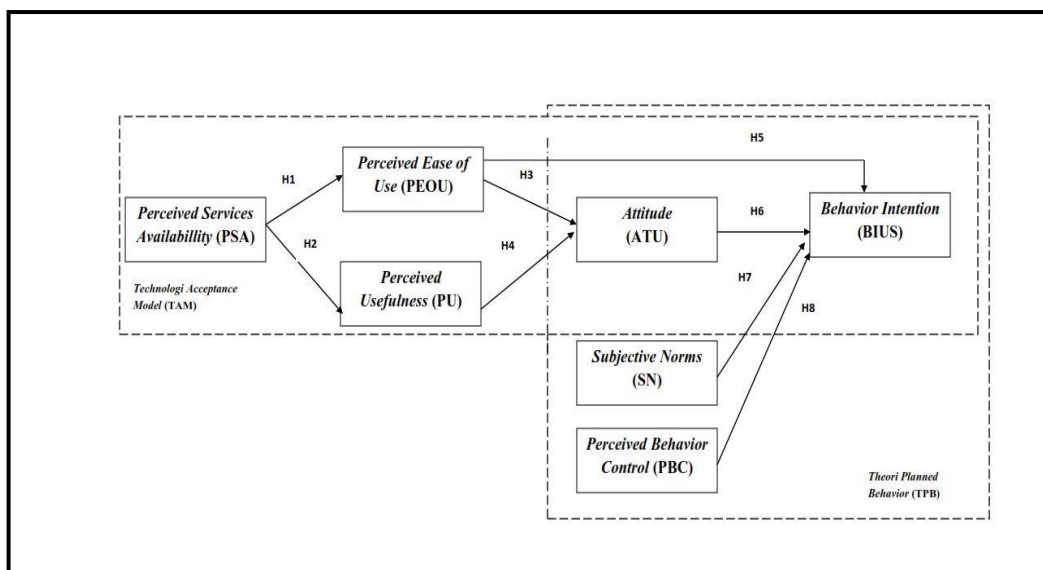 H5
Perceived Ease of
Use (PEOU)
H1
H3
Perceived Services
Availabillity (PSA)
Attitude
(ATU)
H6
Behavior Intention
(BIUS)
H2
H4
Perceived
Usefulness (PU)
H7
Technologi Acceptance
Model (TAM)
H8
Subjective Norms
(SN)
Perceived Behavior
Control (PBC)
Theori Planned
Behavior (TPB)